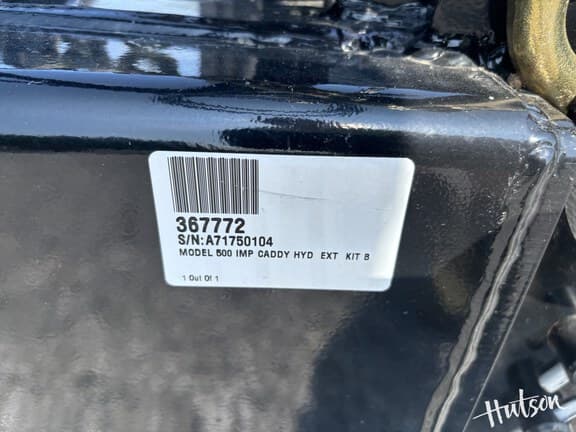 367772
S/N:A71750104
MODEL 500 IMP CADDY HYD EXT KIT B
1 Out Of 1
Hutson